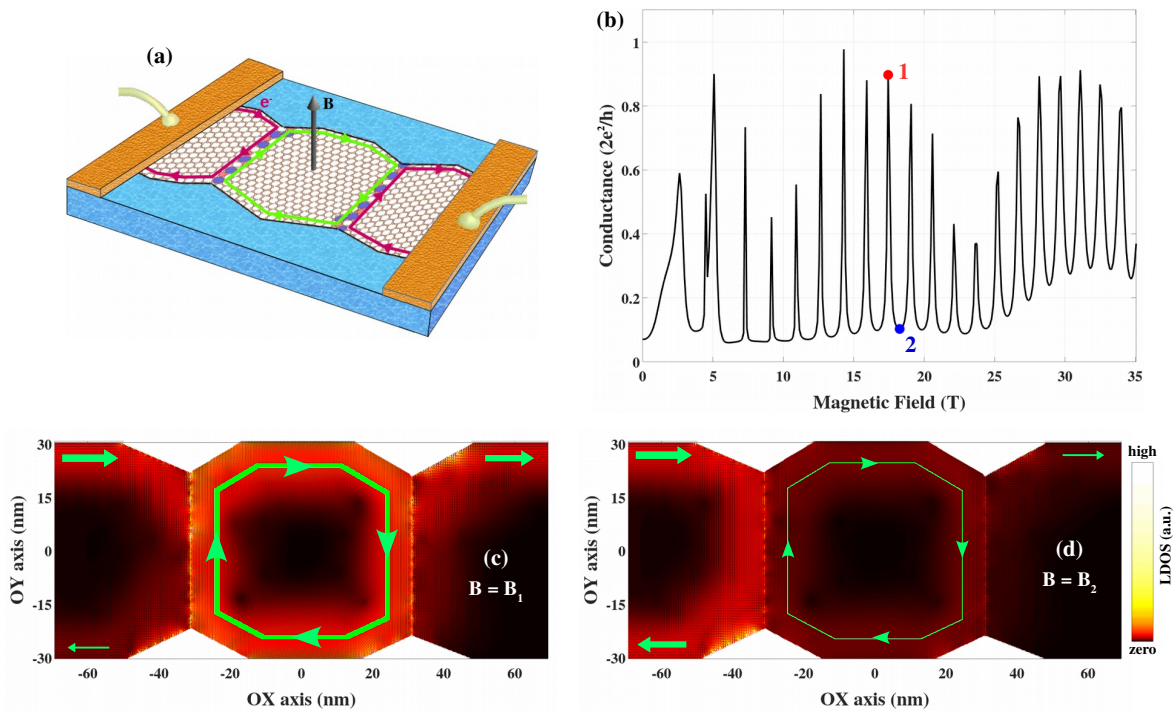 (a)
e-
B
(b)
Conductance (2e²/h)
1
0.8
0.6
0.4
0.2
0
1
2
0 5 10 15 20 25 30 35
Magnetic Field (T)
OY axis (nm)
30
15
0
-15
-30
(c)
B = B₁
-60 -40 -20 0 20 40 60
OX axis (nm)
OY axis (nm)
30
15
0
-15
-30
(d)
B = B₂
-60 -40 -20 0 20 40 60
OX axis (nm)
high
LDOS (a.u.)
zero